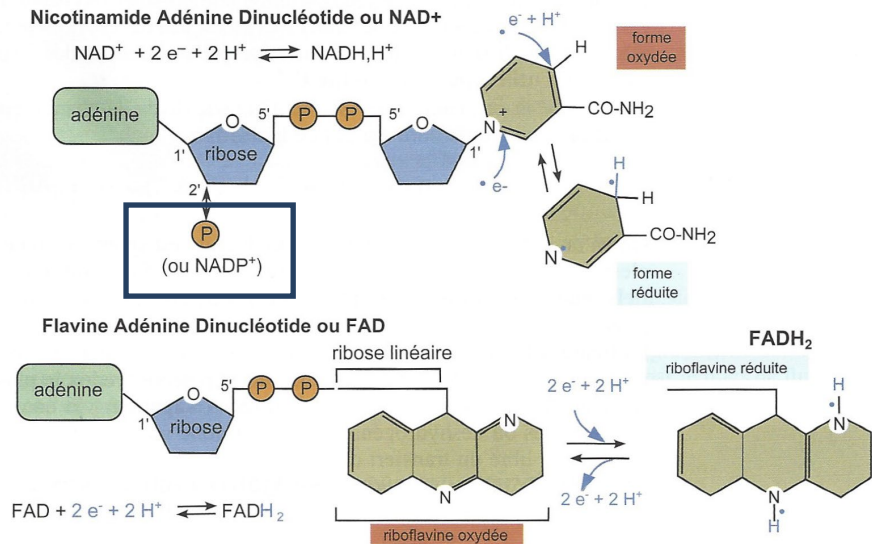 Nicotinamide Adénine Dinucléotide ou NAD+
NAD⁺ + 2 e⁻ + 2 H⁺ ⇌ NADH,H⁺
• e⁻ + H⁺
H
forme
oxydée
adénine
O
ribose
1'
2'
5'
P
P
5'
O
1'
N
+
CO-NH2
• e-
P
(ou NADP⁺)
H
•
H
CO-NH2
N
•
forme
réduite
Flavine Adénine Dinucléotide ou FAD
FADH₂
ribose linéaire
riboflavine réduite
adénine
O
ribose
1'
5'
P
P
N
N
2 e⁻ + 2 H⁺
2 e⁻ + 2 H⁺
H
•
N
N
•
H
FAD + 2 e⁻ + 2 H⁺ ⇌ FADH₂
riboflavine oxydée